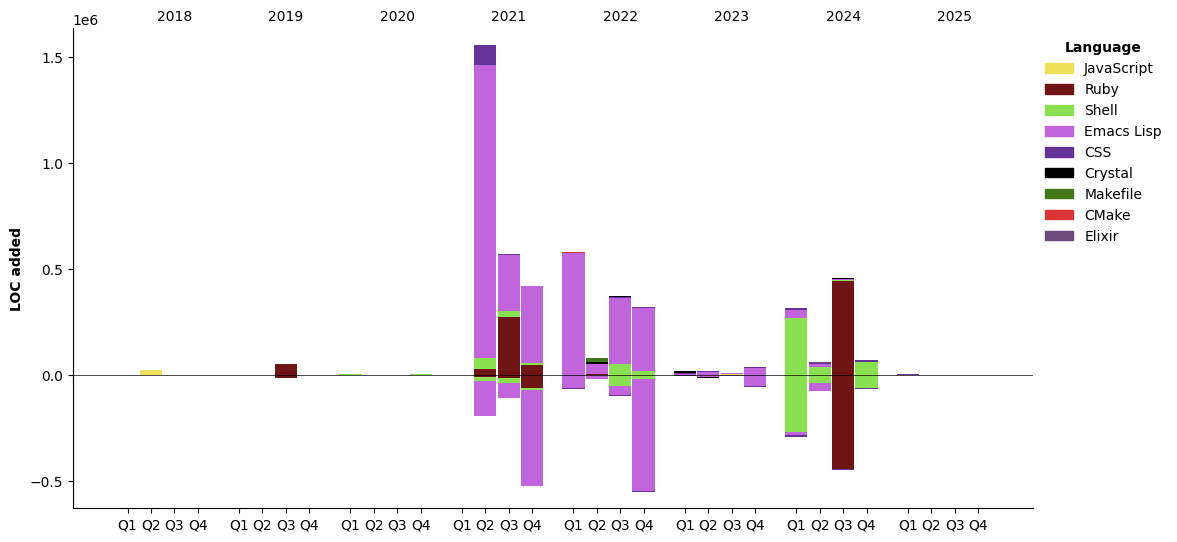 1e6
2018 2019 2020 2021 2022 2023 2024 2025
LOC added
1.5
1.0
0.5
0.0
−0.5
Q1 Q2 Q3 Q4 Q1 Q2 Q3 Q4 Q1 Q2 Q3 Q4 Q1 Q2 Q3 Q4 Q1 Q2 Q3 Q4 Q1 Q2 Q3 Q4 Q1 Q2 Q3 Q4 Q1 Q2 Q3 Q4
Language
JavaScript
Ruby
Shell
Emacs Lisp
CSS
Crystal
Makefile
CMake
Elixir